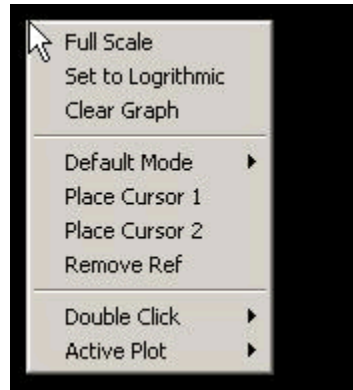 Full Scale
Set to Logrithmic
Clear Graph
Default Mode
Place Cursor 1
Place Cursor 2
Remove Ref
Double Click
Active Plot